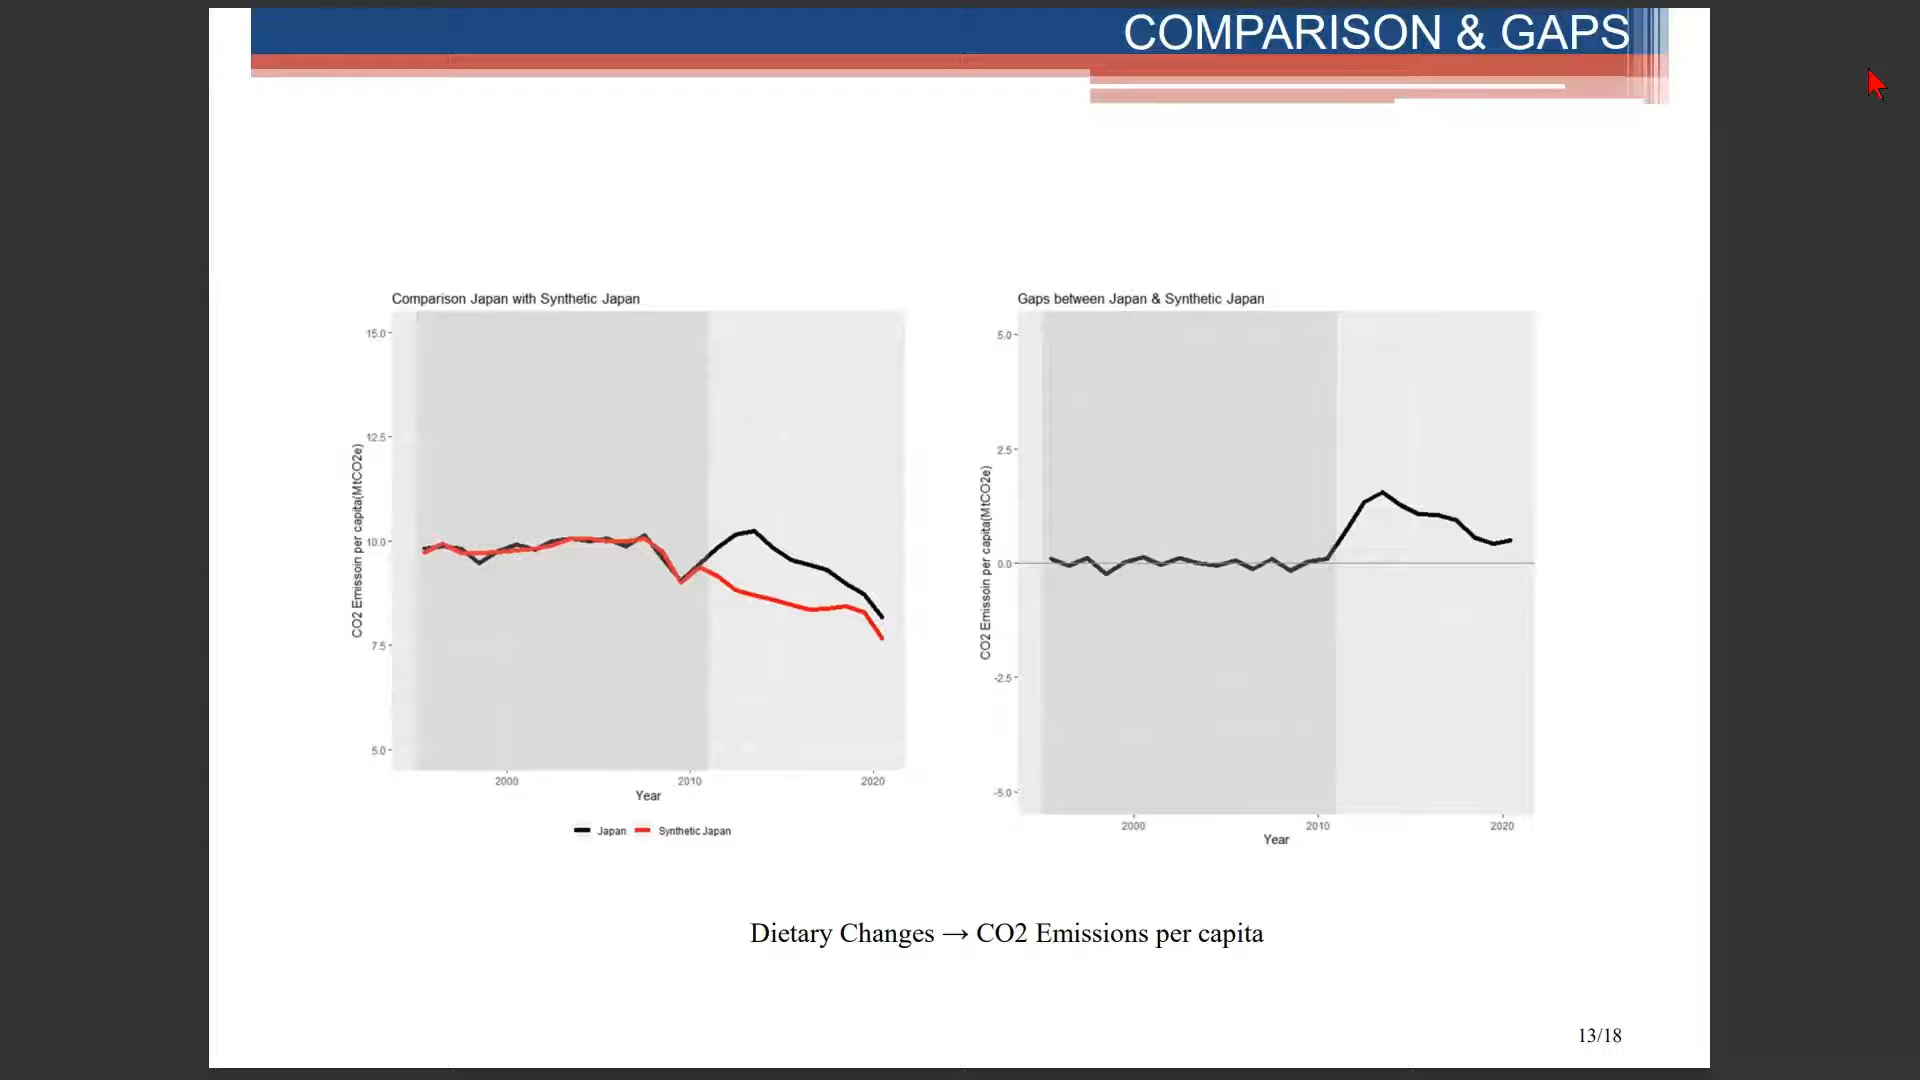 COMPARISON & GAPS
Comparison Japan with Synthetic Japan
15.0
12.5
10.0
7.5
5.0
CO2 Emissoin per capita(MtCO2e)
2000
2010
2020
Year
Japan
Synthetic Japan
Gaps between Japan & Synthetic Japan
5.0
2.5
0.0
-2.5
-5.0
CO2 Emissoin per capita(MtCO2e)
2000
2010
2020
Year
Dietary Changes → CO2 Emissions per capita
13/18